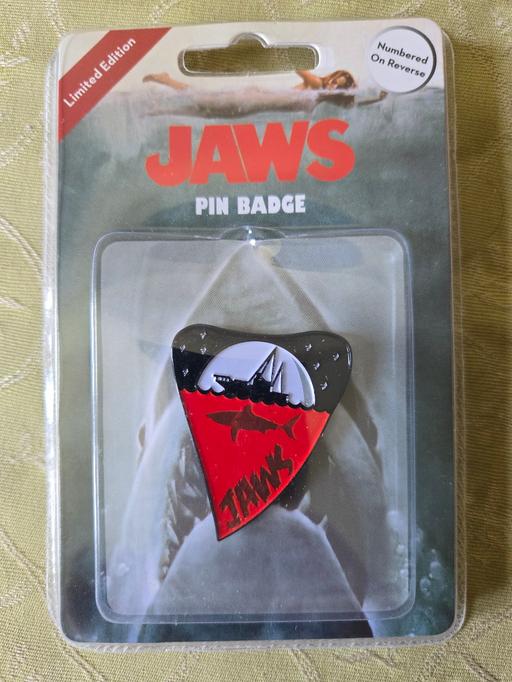 Limited Edition
Numbered
On Reverse
JAWS
PIN BADGE
JAWS